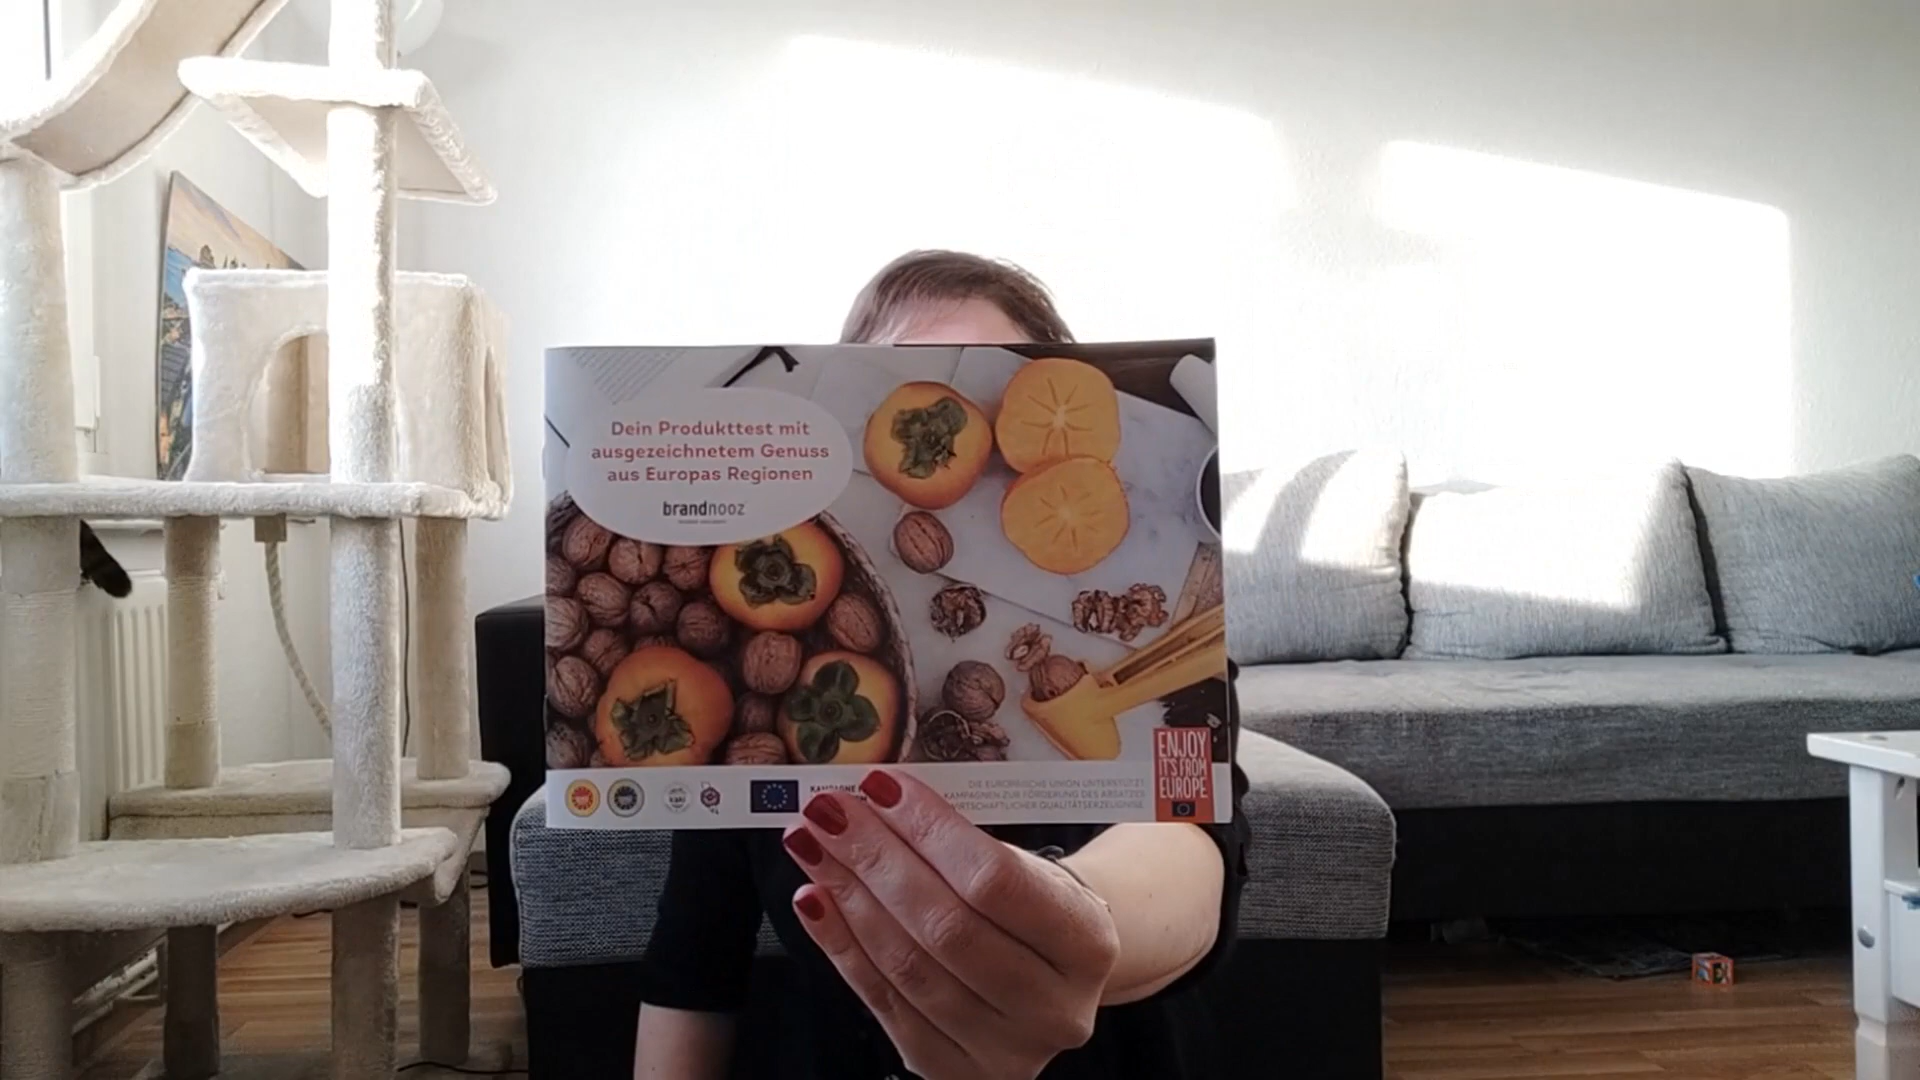 Dein Produkttest mit
ausgezeichnetem Genuss
aus Europas Regionen
brandnooz
KAMPAGNE
DIE EUROPÄISCHE UNION UNTERSTÜTZT
KAMPAGNEN ZUR FÖRDERUNG DES ABSATZES
WIRTSCHAFTLICHER QUALITÄTSERZEUGNISSE
ENJOY
IT'S FROM
EUROPE